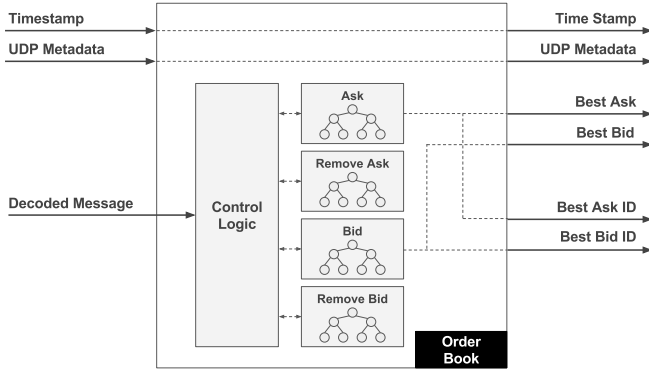 Timestamp
Time Stamp
UDP Metadata
UDP Metadata
Ask
Best Ask
Best Bid
Remove Ask
Decoded Message
Control
Logic
Best Ask ID
Bid
Best Bid ID
Remove Bid
Order
Book